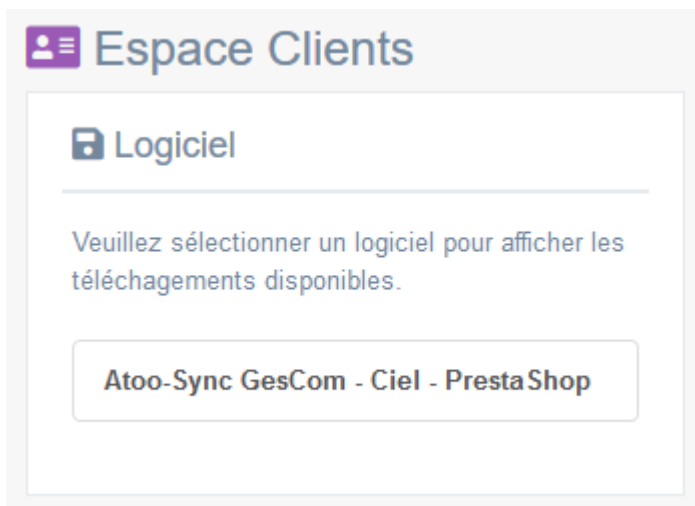 Espace Clients
Logiciel
Veuillez sélectionner un logiciel pour afficher les
téléchagements disponibles.
Atoo-Sync GesCom - Ciel - PrestaShop